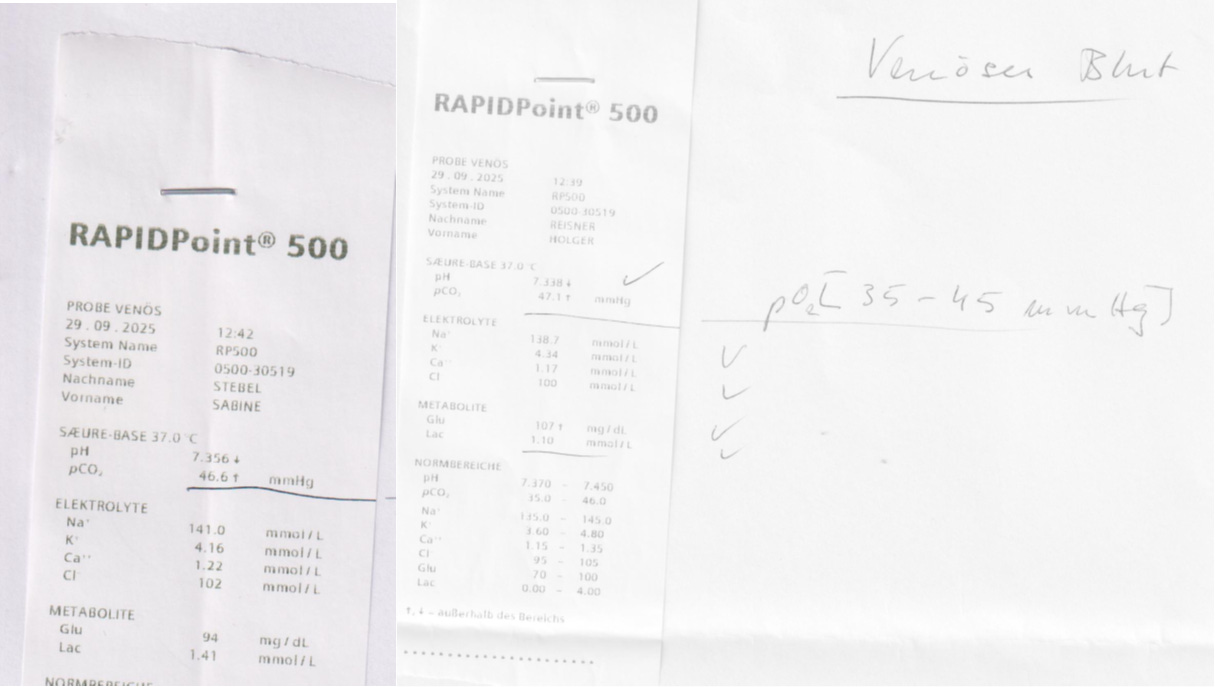 RAPIDPoint® 500
PROBE VENÖS
29.09.2025 12:42
System Name RP500
System-ID 0500-30519
Nachname STEBEL
Vorname SABINE
SÆURE-BASE 37.0 °C
pH 7.356↓
pCO₂ 46.6↑ mmHg
ELEKTROLYTE
Na⁺ 141.0 mmol/L
K⁺ 4.16 mmol/L
Ca⁺⁺ 1.22 mmol/L
Cl⁻ 102 mmol/L
METABOLITE
Glu 94 mg/dL
Lac 1.41 mmol/L
NORMBEREICHE
RAPIDPoint® 500
PROBE VENÖS
29.09.2025 12:39
System Name RP500
System-ID 0500-30519
Nachname REISNER
Vorname HOLGER
SÆURE-BASE 37.0 °C
pH 7.338↓ ✓
pCO₂ 47.1↑ mmHg
ELEKTROLYTE
Na⁺ 138.7 mmol/L
K⁺ 4.34 mmol/L
Ca⁺⁺ 1.17 mmol/L
Cl⁻ 100 mmol/L
METABOLITE
Glu 107↑ mg/dL
Lac 1.10 mmol/L
NORMBEREICHE
pH 7.370 – 7.450
pCO₂ 35.0 – 46.0
Na⁺ 135.0 – 145.0
K⁺ 3.60 – 4.80
Ca⁺⁺ 1.15 – 1.35
Cl⁻ 95 – 105
Glu 70 – 100
Lac 0.00 – 4.00
↑, ↓ = außerhalb des Bereichs
Venöses Blut
pO₂ [35-45 mmHg]
✓
✓
✓
✓